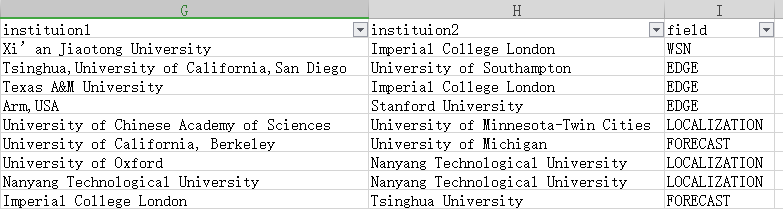 G H I
instituion1 instituion2 field
Xi’an Jiaotong University Imperial College London WSN
Tsinghua,University of California,San Diego University of Southampton EDGE
Texas A&M University Imperial College London EDGE
Arm,USA Stanford University EDGE
University of Chinese Academy of Sciences University of Minnesota-Twin Cities LOCALIZATION
University of California, Berkeley University of Michigan FORECAST
University of Oxford Nanyang Technological University LOCALIZATION
Nanyang Technological University Nanyang Technological University LOCALIZATION
Imperial College London Tsinghua University FORECAST